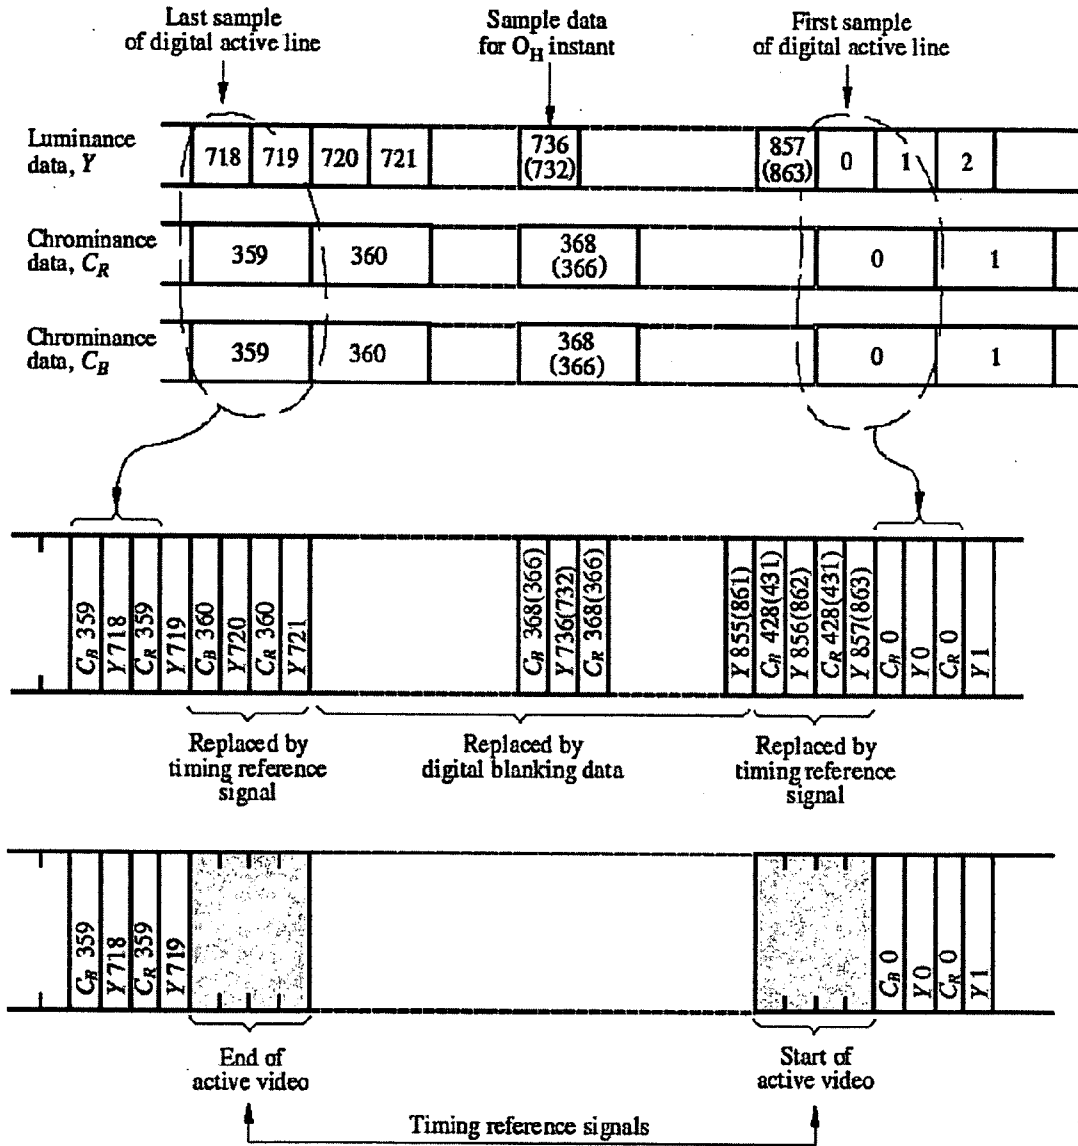 Last sample
of digital active line
Sample data
for O_H instant
First sample
of digital active line
Luminance
data, Y
718 719 720 721 736 (732) 857 (863) 0 1 2
Chrominance
data, C_R
359 360 368 (366) 0 1
Chrominance
data, C_B
359 360 368 (366) 0 1
C_B 359
Y 718
C_R 359
Y 719
C_B 360
Y 720
C_R 360
Y 721
C_B 368(366)
Y 736(732)
C_R 368(366)
Y 855(861)
C_B 428(431)
Y 856(862)
C_R 428(431)
Y 857(863)
C_B 0
Y 0
C_R 0
Y 1
Replaced by
timing reference
signal
Replaced by
digital blanking data
Replaced by
timing reference
signal
C_B 359
Y 718
C_R 359
Y 719
C_B 0
Y 0
C_R 0
Y 1
End of
active video
Start of
active video
Timing reference signals